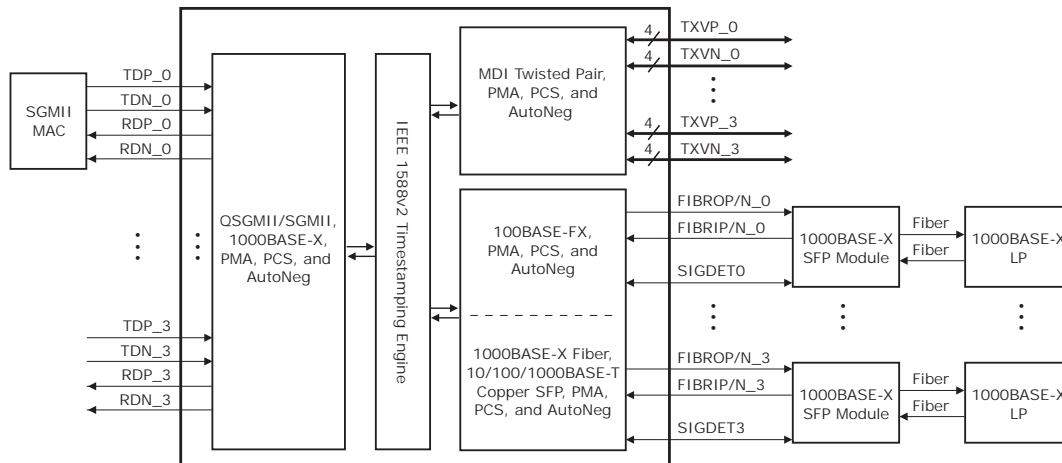 SGMII
MAC
TDP_0
TDN_0
RDP_0
RDN_0
TDP_3
TDN_3
RDP_3
RDN_3
QSGMII/SGMII,
1000BASE-X,
PMA, PCS, and
AutoNeg
IEEE 1588v2 Timestamping Engine
MDI Twisted Pair,
PMA, PCS, and
AutoNeg
4 TXVP_0
4 TXVN_0
4 TXVP_3
4 TXVN_3
100BASE-FX,
PMA, PCS, and
AutoNeg
1000BASE-X Fiber,
10/100/1000BASE-T
Copper SFP, PMA,
PCS, and AutoNeg
FIBROP/N_0
FIBRIP/N_0
SIGDET0
1000BASE-X
SFP Module
Fiber
Fiber
1000BASE-X
LP
FIBROP/N_3
FIBRIP/N_3
SIGDET3
1000BASE-X
SFP Module
Fiber
Fiber
1000BASE-X
LP